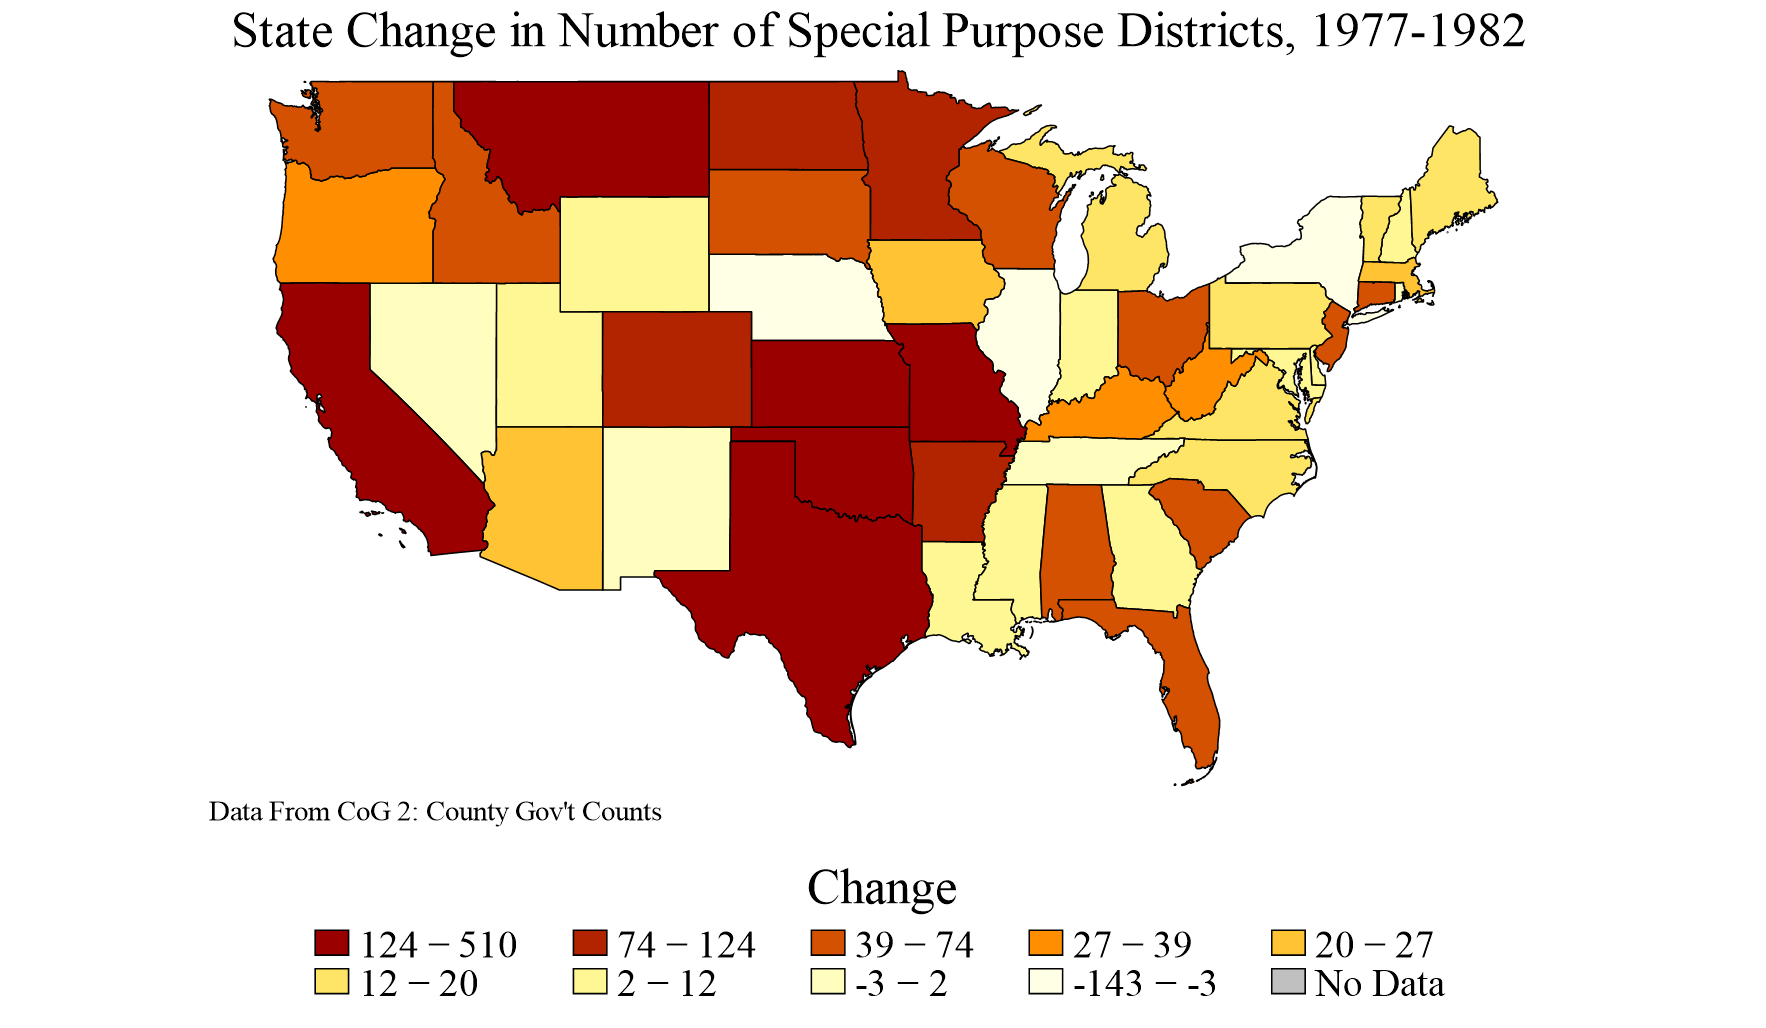 State Change in Number of Special Purpose Districts, 1977-1982
Data From CoG 2: County Gov't Counts
Change
124 − 510 74 − 124 39 − 74 27 − 39 20 − 27
12 − 20 2 − 12 -3 − 2 -143 − -3 No Data